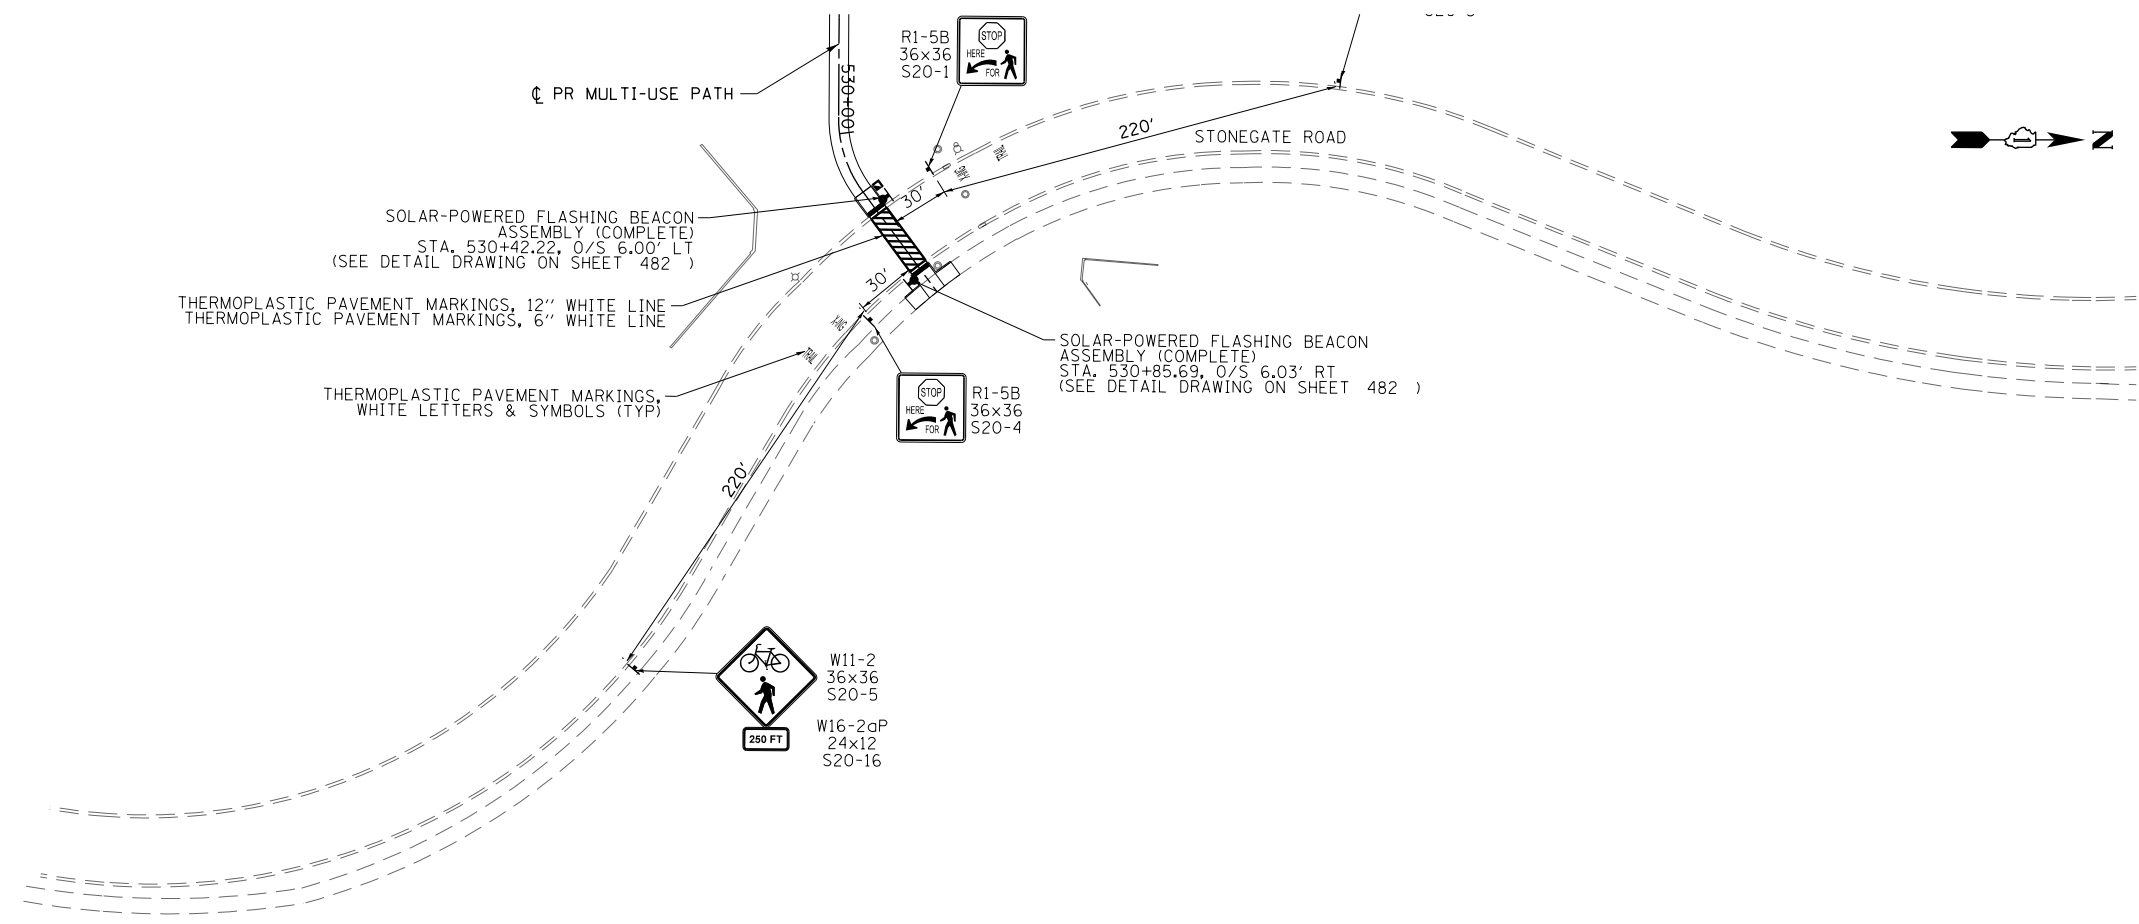 R1-5B
36x36
S20-1
STOP
HERE
FOR
℄ PR MULTI-USE PATH
530+00
220'
STONEGATE ROAD
N
TRAIL
X-ING
30'
SOLAR-POWERED FLASHING BEACON
ASSEMBLY (COMPLETE)
STA. 530+42.22, O/S 6.00' LT
(SEE DETAIL DRAWING ON SHEET 482 )
30'
THERMOPLASTIC PAVEMENT MARKINGS, 12'' WHITE LINE
THERMOPLASTIC PAVEMENT MARKINGS, 6'' WHITE LINE
X-ING
TRAIL
SOLAR-POWERED FLASHING BEACON
ASSEMBLY (COMPLETE)
STA. 530+85.69, O/S 6.03' RT
(SEE DETAIL DRAWING ON SHEET 482 )
THERMOPLASTIC PAVEMENT MARKINGS,
WHITE LETTERS & SYMBOLS (TYP)
STOP
HERE
FOR
R1-5B
36x36
S20-4
220'
W11-2
36x36
S20-5
W16-2aP
24x12
S20-16
250 FT